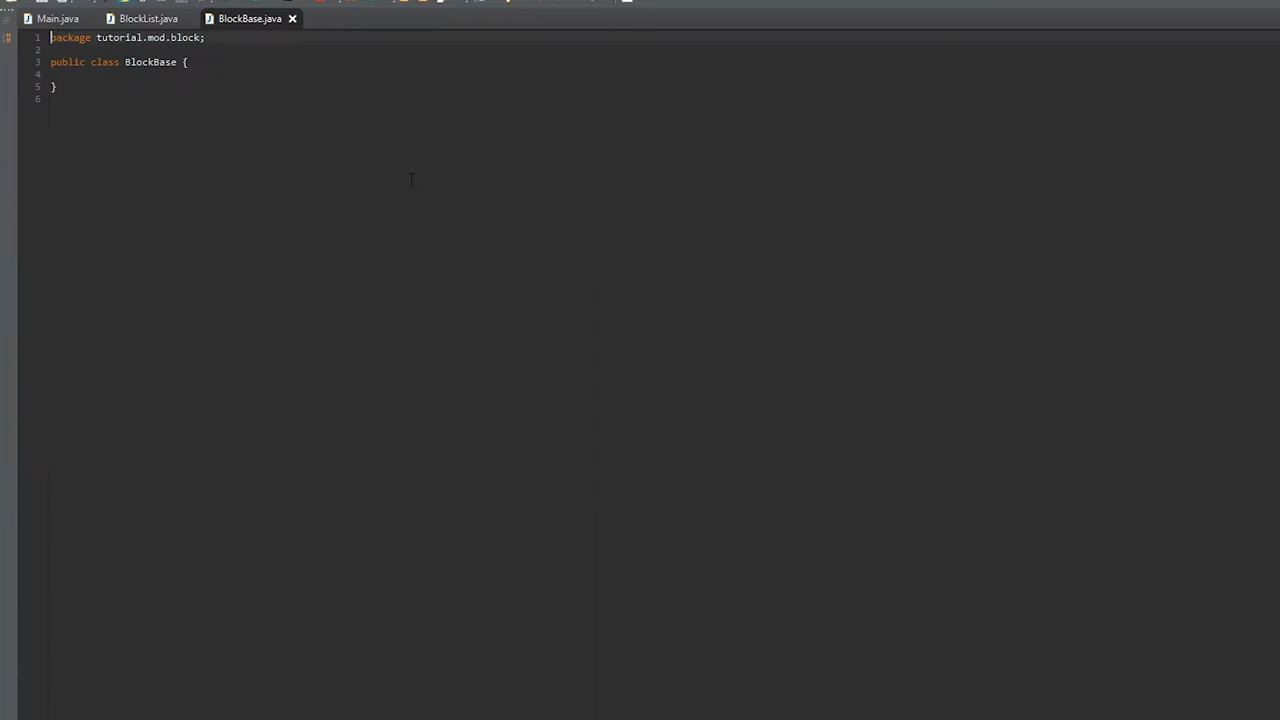 Main.java BlockList.java BlockBase.java
1 package tutorial.mod.block;
2
3 public class BlockBase {
4
5 }
6